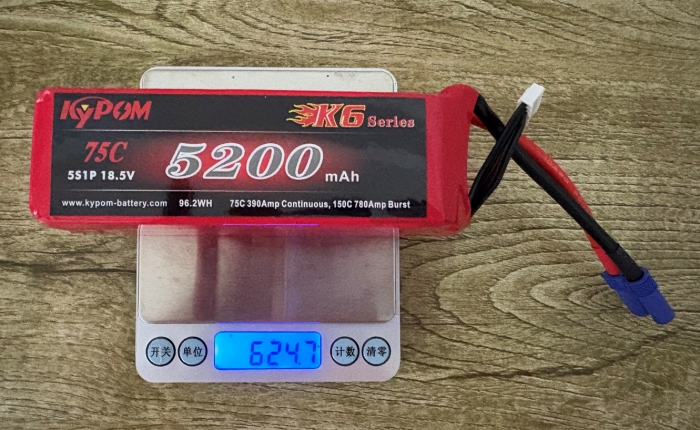 KyPOM
K6 Series
75C
5200 mAh
5S1P 18.5V
www.kypom-battery.com 96.2WH 75C 390Amp Continuous, 150C 780Amp Burst
开关 单位 624.7 计数 清零